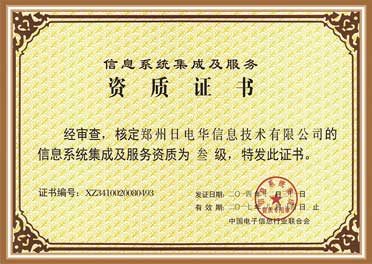 信息系统集成及服务
资质证书
经审查，核定郑州日电华信息技术有限公司的
信息系统集成及服务资质为 叁 级，特发此证书。
证书编号：XZ3410020080493
发证日期：二〇一四年 月 日
有效期：二〇一七年 月 日止
中国电子信息行业联合会